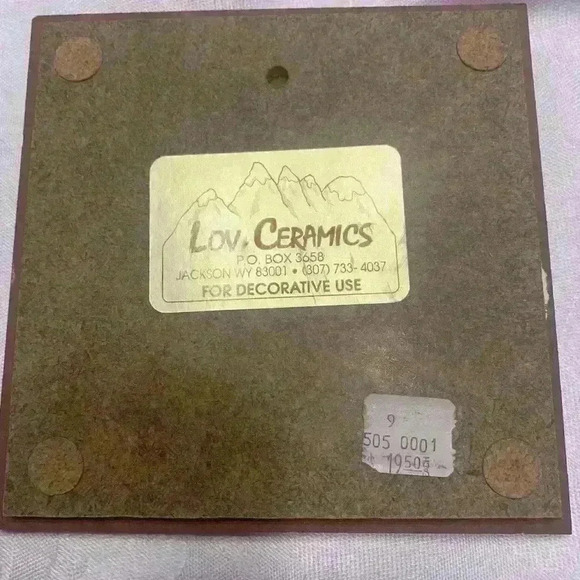 LOV. CERAMICS
P.O. BOX 3658
JACKSON WY 83001 • (307) 733-4037
FOR DECORATIVE USE
9
505 0001